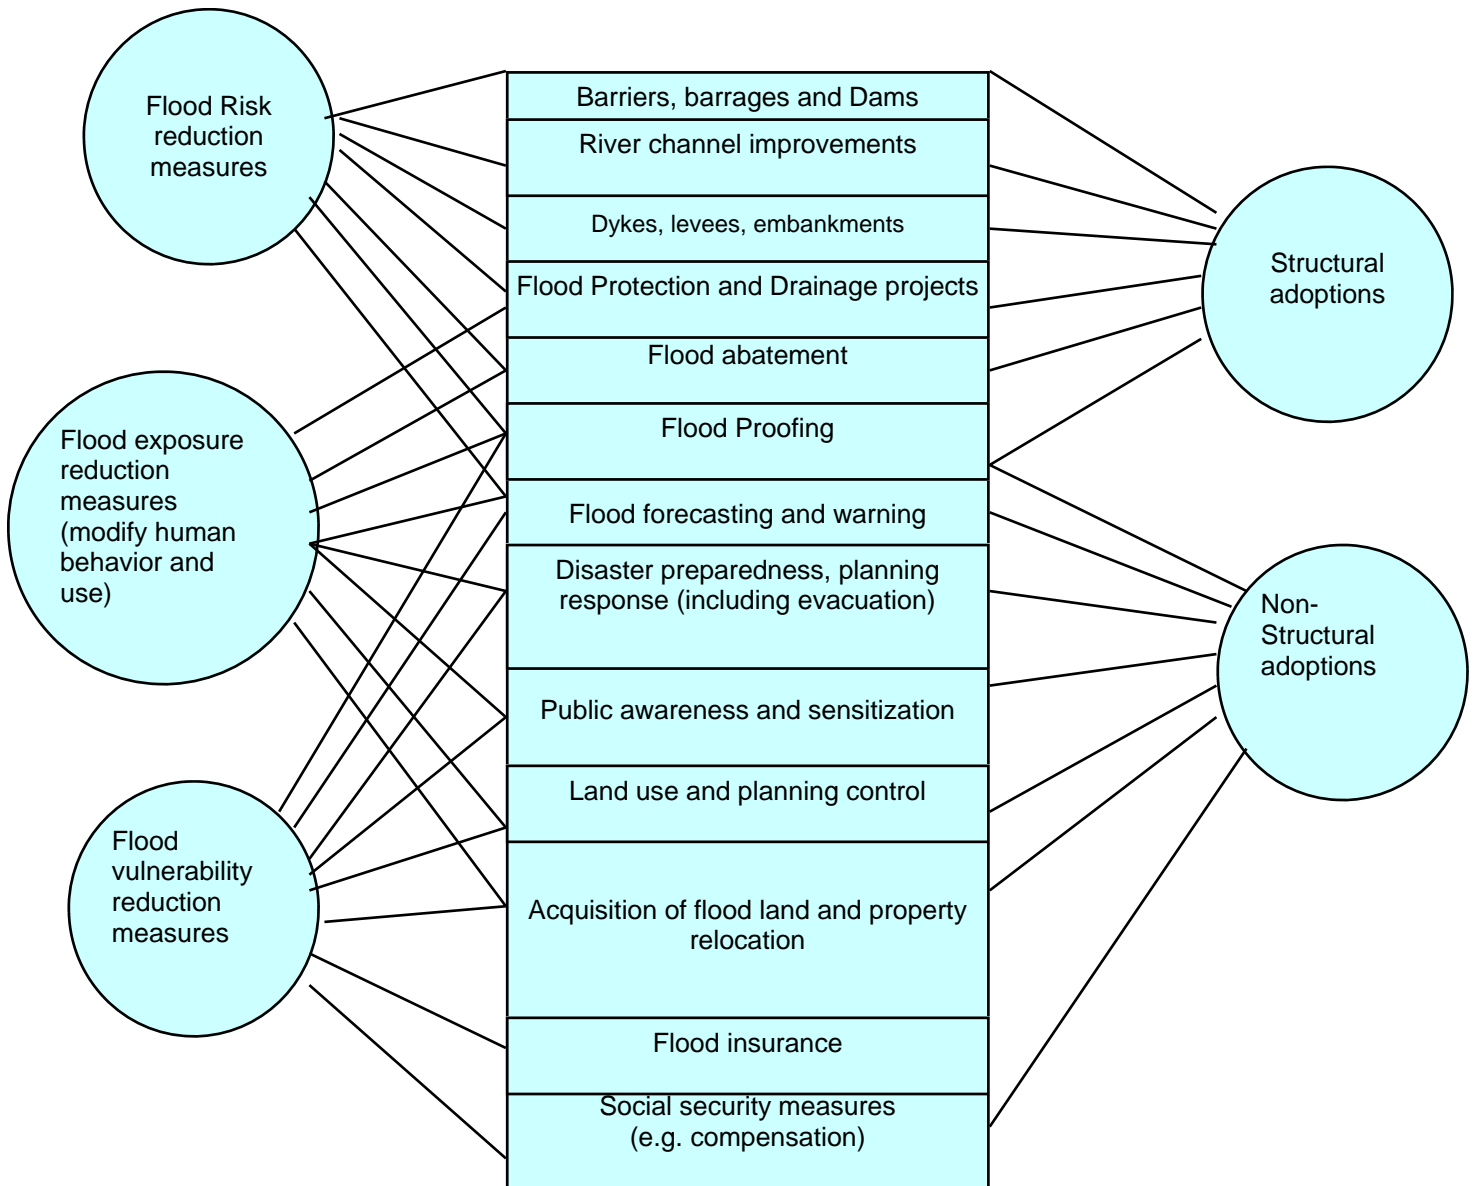 Flood Risk
reduction
measures
Flood exposure
reduction
measures
(modify human
behavior and
use)
Flood
vulnerability
reduction
measures
Barriers, barrages and Dams
River channel improvements
Dykes, levees, embankments
Flood Protection and Drainage projects
Flood abatement
Flood Proofing
Flood forecasting and warning
Disaster preparedness, planning
response (including evacuation)
Public awareness and sensitization
Land use and planning control
Acquisition of flood land and property
relocation
Flood insurance
Social security measures
(e.g. compensation)
Structural
adoptions
Non-
Structural
adoptions